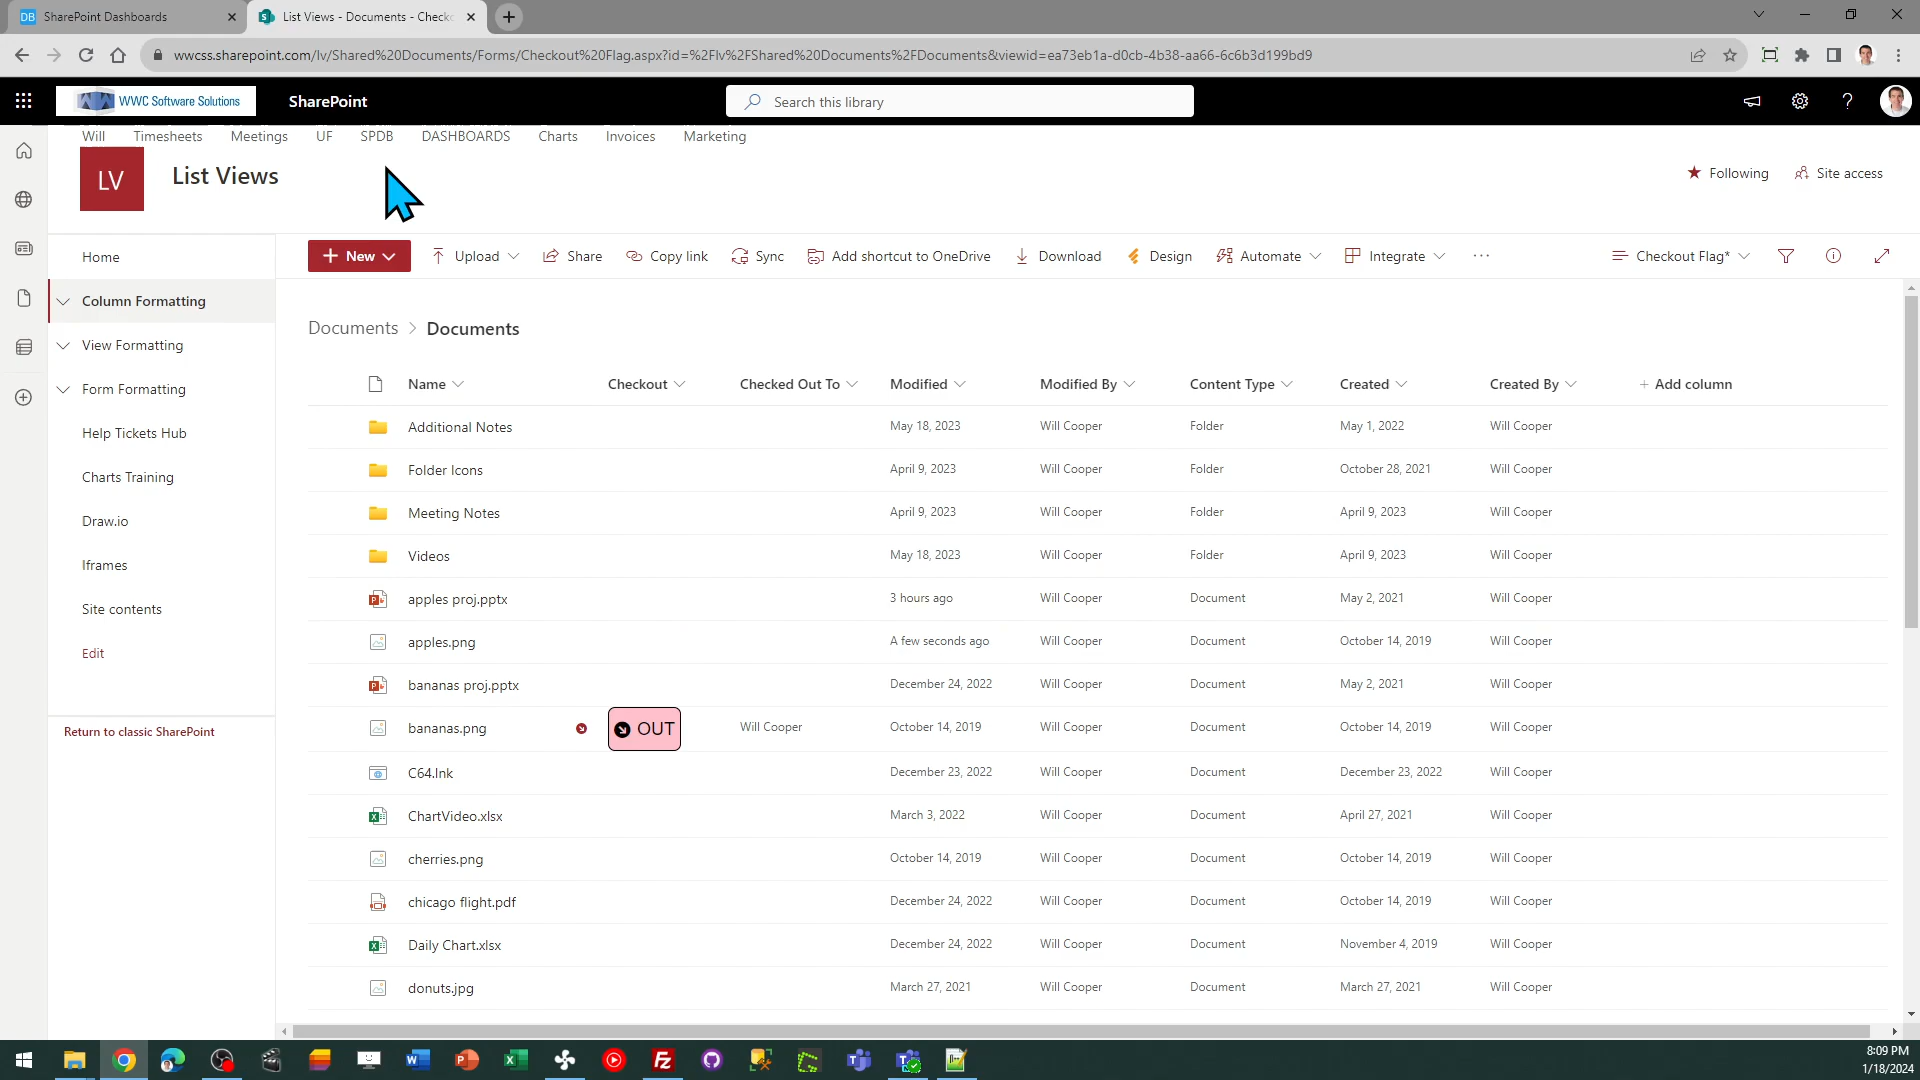 DB SharePoint Dashboards
S List Views - Documents - Checko
wwcss.sharepoint.com/lv/Shared%20Documents/Forms/Checkout%20Flag.aspx?id=%2Flv%2FShared%20Documents%2FDocuments&viewid=ea73eb1a-d0cb-4b38-aa66-6c6b3d199bd9
WWC Software Solutions
SharePoint
Search this library
Will Timesheets Meetings UF SPDB DASHBOARDS Charts Invoices Marketing
LV
List Views
Following
Site access
Home
Column Formatting
View Formatting
Form Formatting
Help Tickets Hub
Charts Training
Draw.io
Iframes
Site contents
Edit
Return to classic SharePoint
New Upload Share Copy link Sync Add shortcut to OneDrive Download Design Automate Integrate ... Checkout Flag*
Documents > Documents
Name Checkout Checked Out To Modified Modified By Content Type Created Created By + Add column
Additional Notes May 18, 2023 Will Cooper Folder May 1, 2022 Will Cooper
Folder Icons April 9, 2023 Will Cooper Folder October 28, 2021 Will Cooper
Meeting Notes April 9, 2023 Will Cooper Folder April 9, 2023 Will Cooper
Videos May 18, 2023 Will Cooper Folder April 9, 2023 Will Cooper
apples proj.pptx 3 hours ago Will Cooper Document May 2, 2021 Will Cooper
apples.png A few seconds ago Will Cooper Document October 14, 2019 Will Cooper
bananas proj.pptx December 24, 2022 Will Cooper Document May 2, 2021 Will Cooper
bananas.png OUT Will Cooper October 14, 2019 Will Cooper Document October 14, 2019 Will Cooper
C64.lnk December 23, 2022 Will Cooper Document December 23, 2022 Will Cooper
ChartVideo.xlsx March 3, 2022 Will Cooper Document April 27, 2021 Will Cooper
cherries.png October 14, 2019 Will Cooper Document October 14, 2019 Will Cooper
chicago flight.pdf December 24, 2022 Will Cooper Document October 14, 2019 Will Cooper
Daily Chart.xlsx December 24, 2022 Will Cooper Document November 4, 2019 Will Cooper
donuts.jpg March 27, 2021 Will Cooper Document March 27, 2021 Will Cooper
8:09 PM
1/18/2024